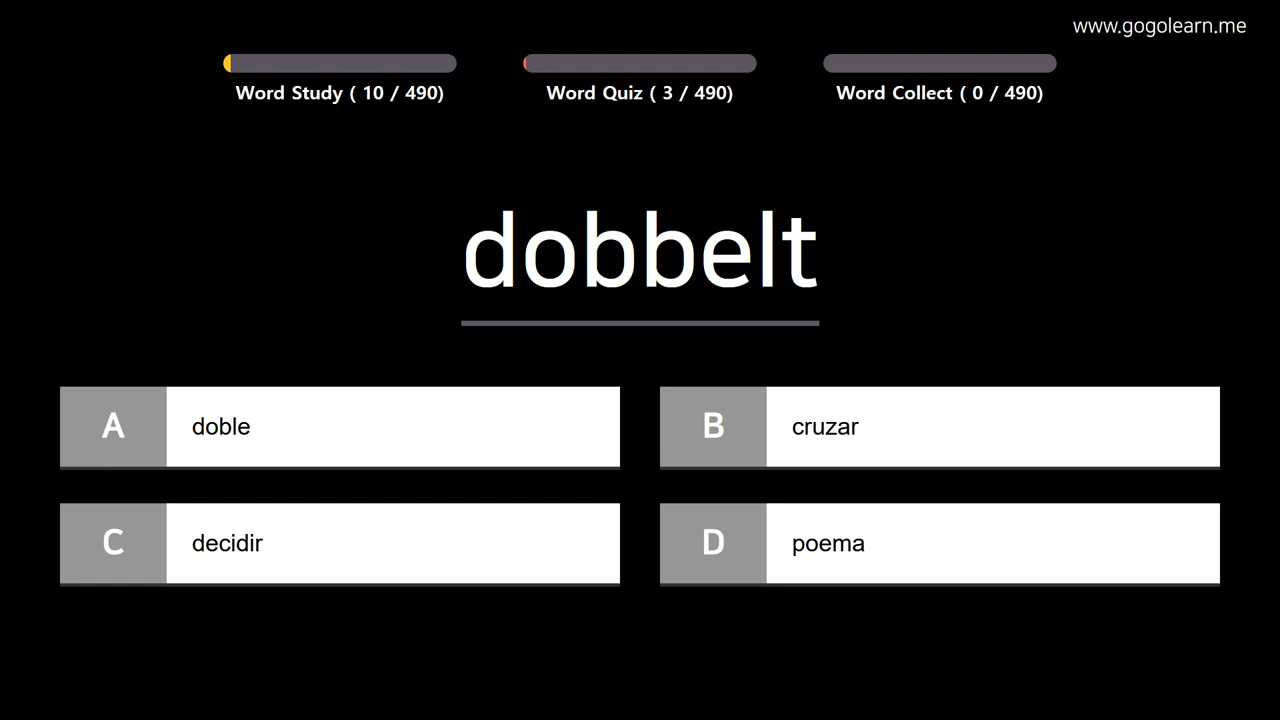 www.gogolearn.me
Word Study ( 10 / 490)
Word Quiz ( 3 / 490)
Word Collect ( 0 / 490)
dobbelt
A doble
B cruzar
C decidir
D poema